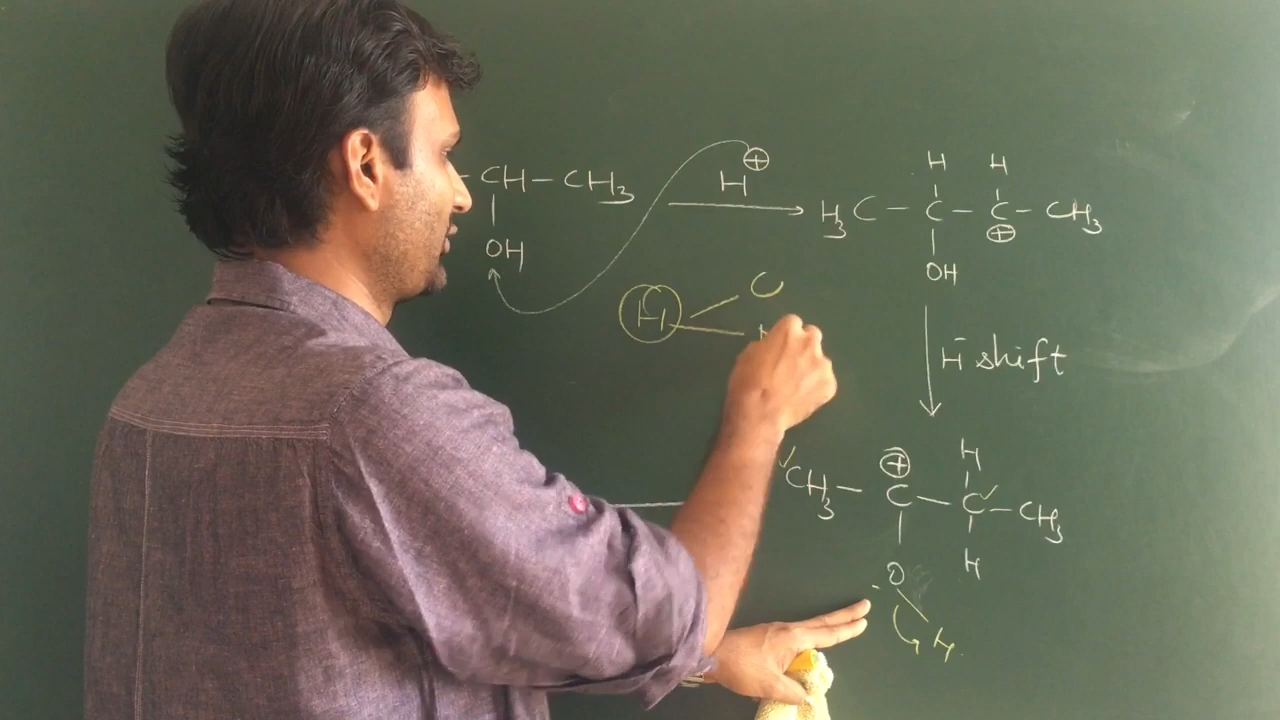 – CH – CH₃
OH
H⊕
H H
H₃C – C – C – CH₃
⊕
OH
H C
H⁻ shift
⊕ H
CH₃ – C – C – CH₃
O H
H